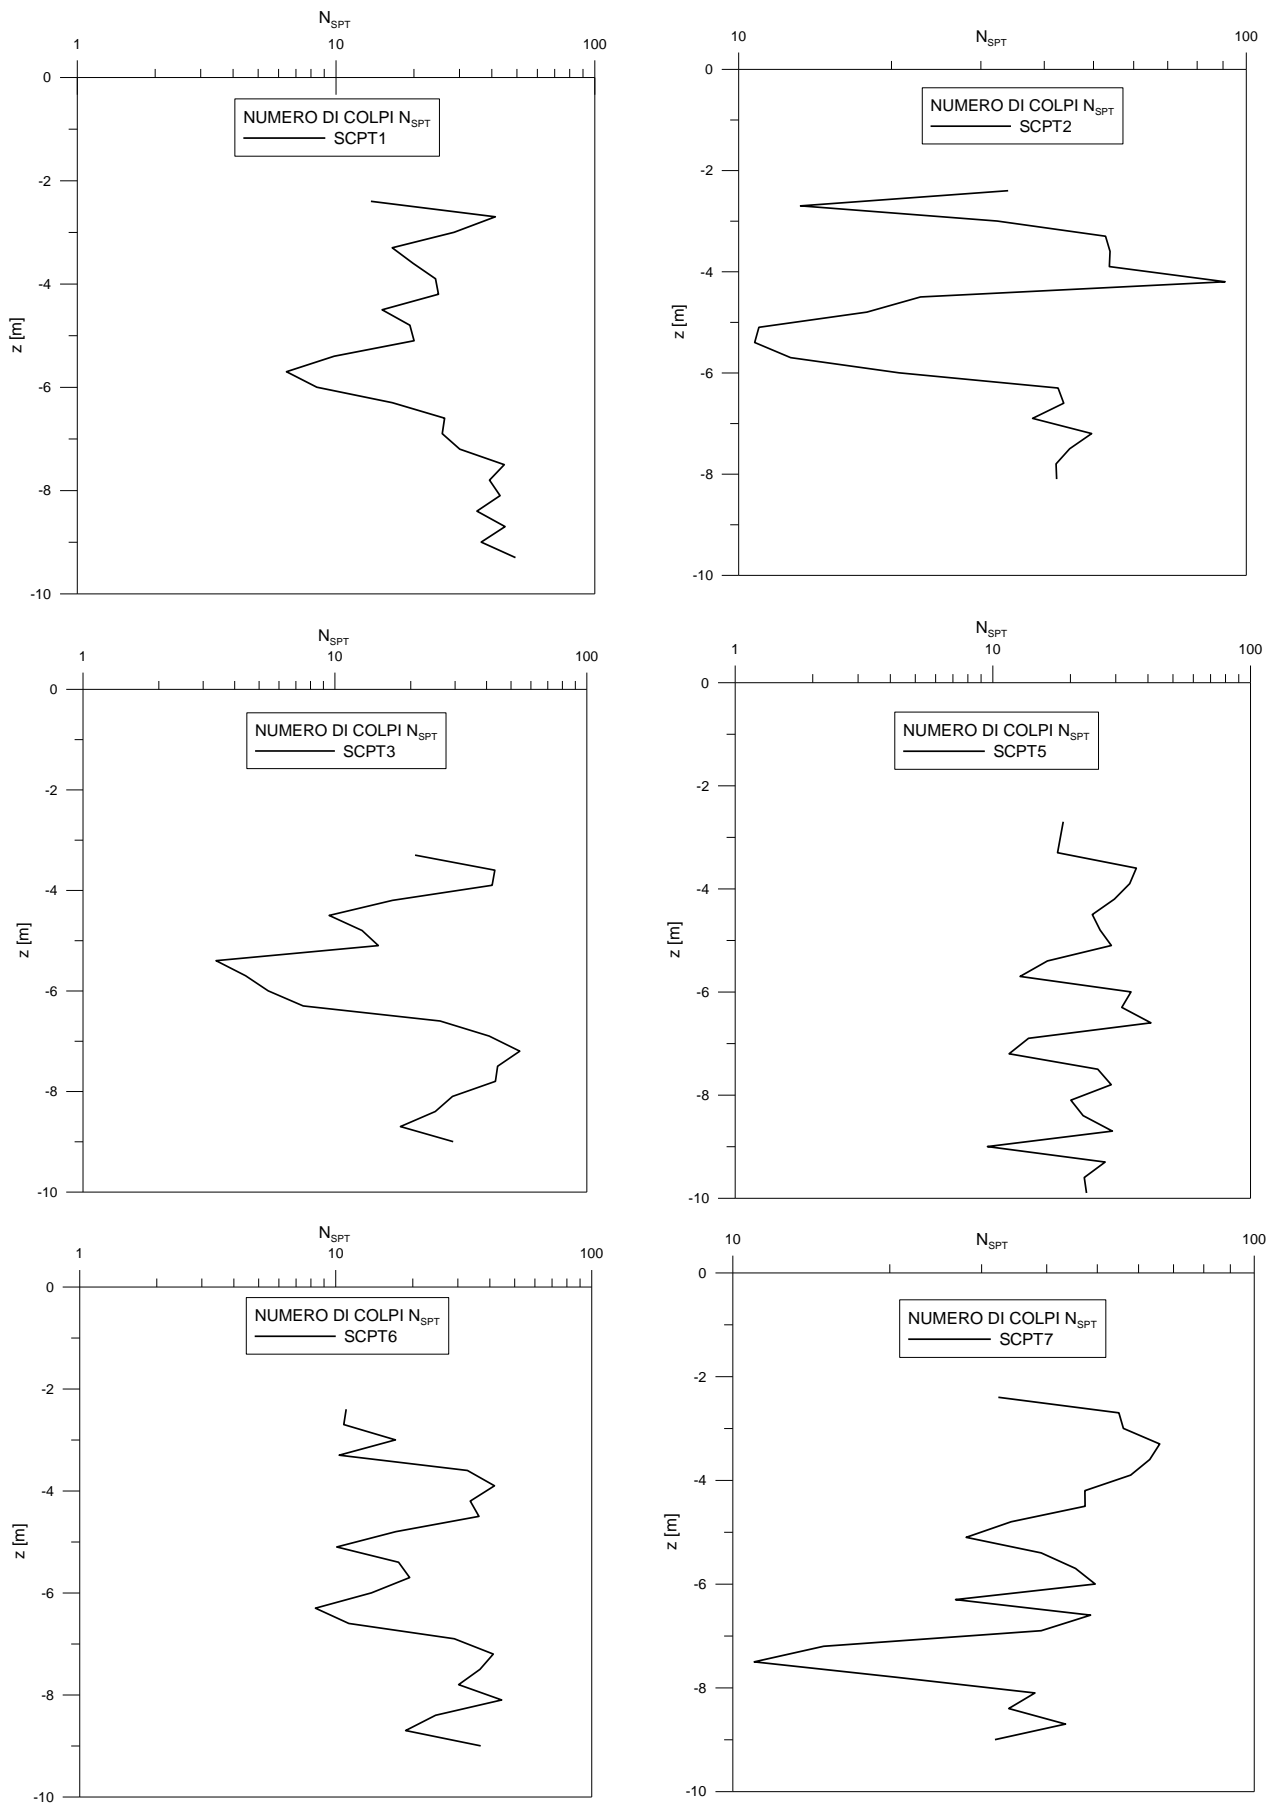 N_SPT
1 10 100
0
NUMERO DI COLPI N_SPT
SCPT1
-2
-4
z [m]
-6
-8
-10
N_SPT
10 100
0
NUMERO DI COLPI N_SPT
SCPT2
-2
-4
z [m]
-6
-8
-10
N_SPT
1 10 100
0
NUMERO DI COLPI N_SPT
SCPT3
-2
-4
z [m]
-6
-8
-10
N_SPT
1 10 100
0
NUMERO DI COLPI N_SPT
SCPT5
-2
-4
z [m]
-6
-8
-10
N_SPT
1 10 100
0
NUMERO DI COLPI N_SPT
SCPT6
-2
-4
z [m]
-6
-8
-10
N_SPT
10 100
0
NUMERO DI COLPI N_SPT
SCPT7
-2
-4
z [m]
-6
-8
-10